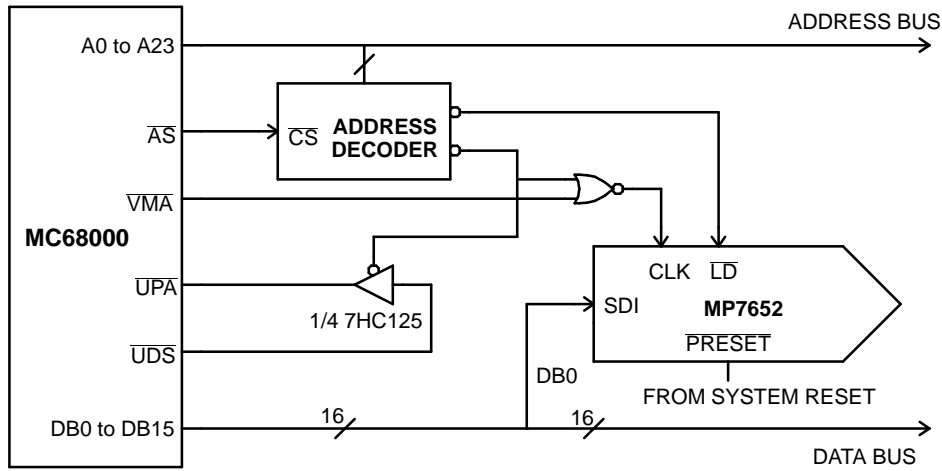 ADDRESS BUS
A0 to A23
AS
CS ADDRESS
DECODER
VMA
MC68000
CLK LD
UPA
SDI MP7652
1/4 7HC125
PRESET
UDS
DB0
FROM SYSTEM RESET
16 16
DB0 to DB15
DATA BUS